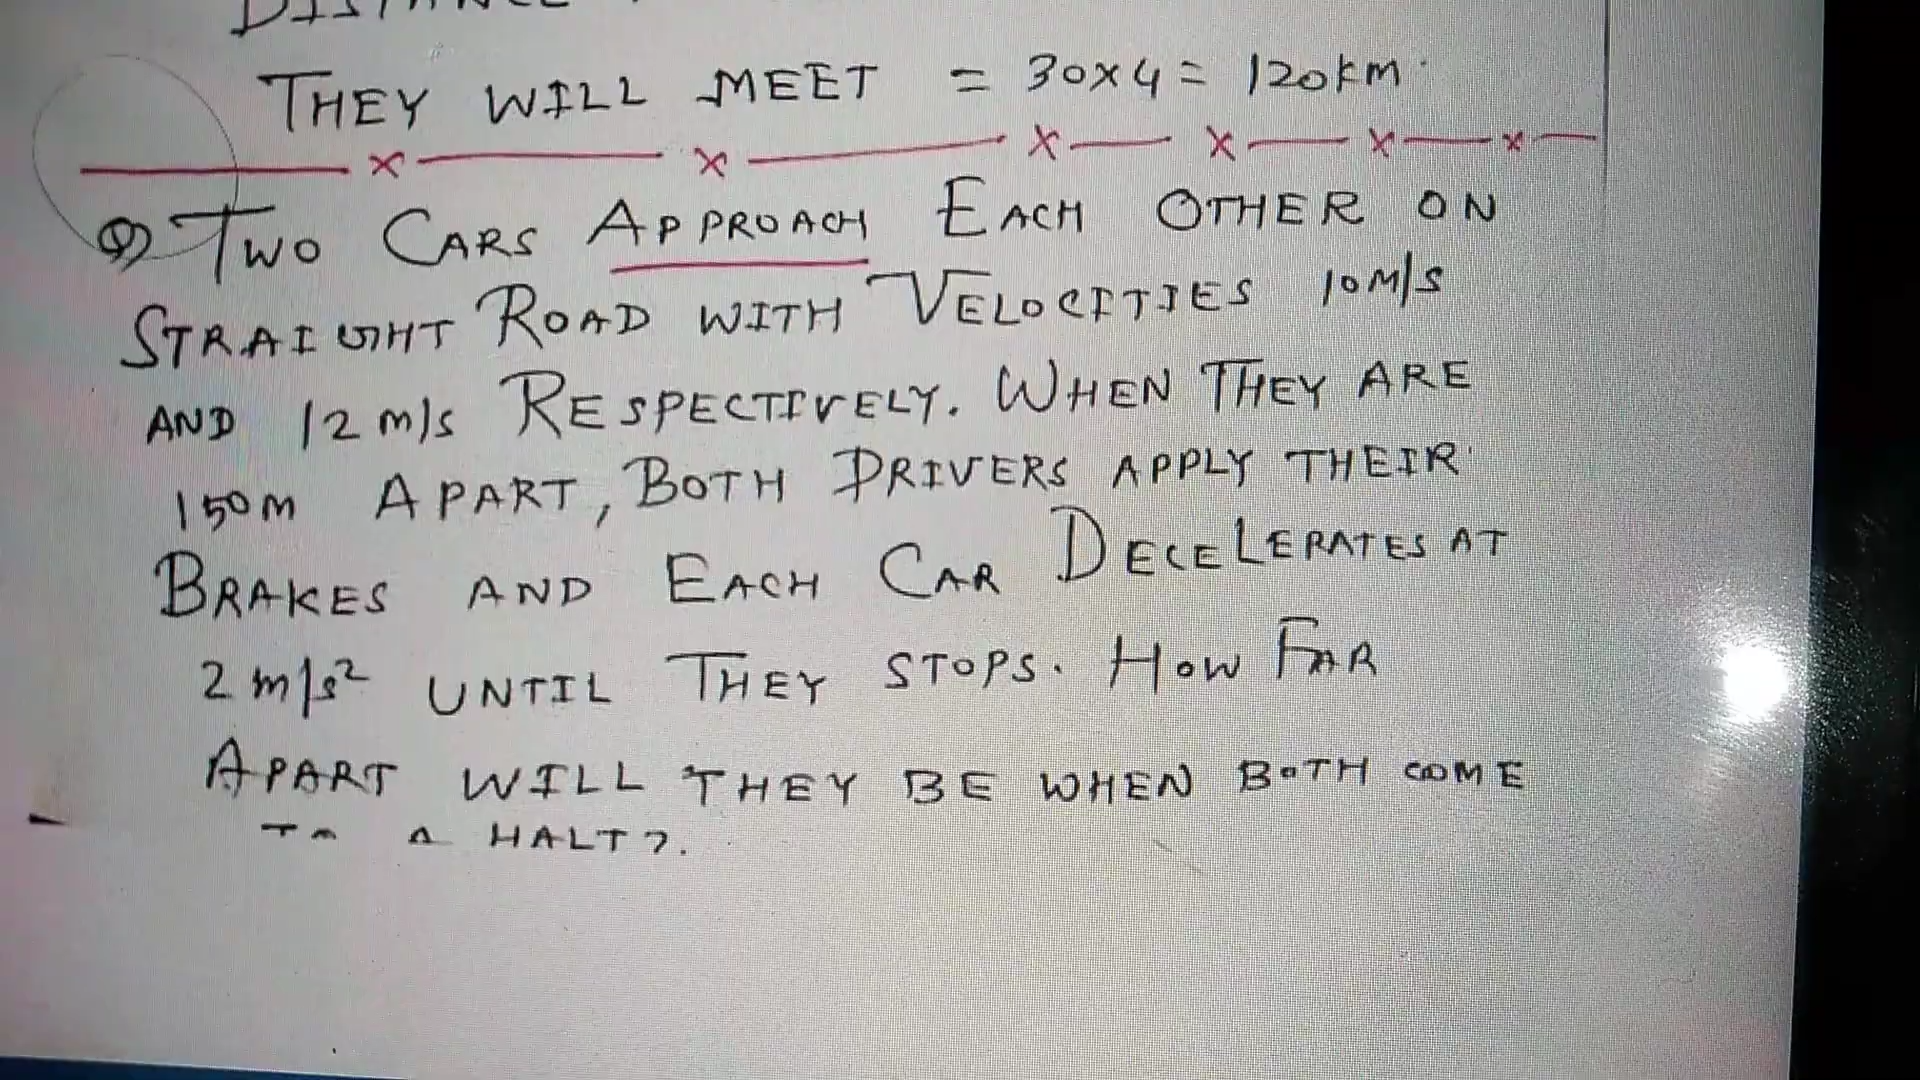 THEY WILL MEET = 30x4 = 120km.
Q) TWO CARS APPROACH EACH OTHER ON
STRAIGHT ROAD WITH VELOCITIES 10M/S
AND 12 m/s RESPECTIVELY. WHEN THEY ARE
150m APART, BOTH DRIVERS APPLY THEIR
BRAKES AND EACH CAR DECELERATES AT
2 m/s² UNTIL THEY STOPS. HOW FAR
APART WILL THEY BE WHEN BOTH COME
TO A HALT?.